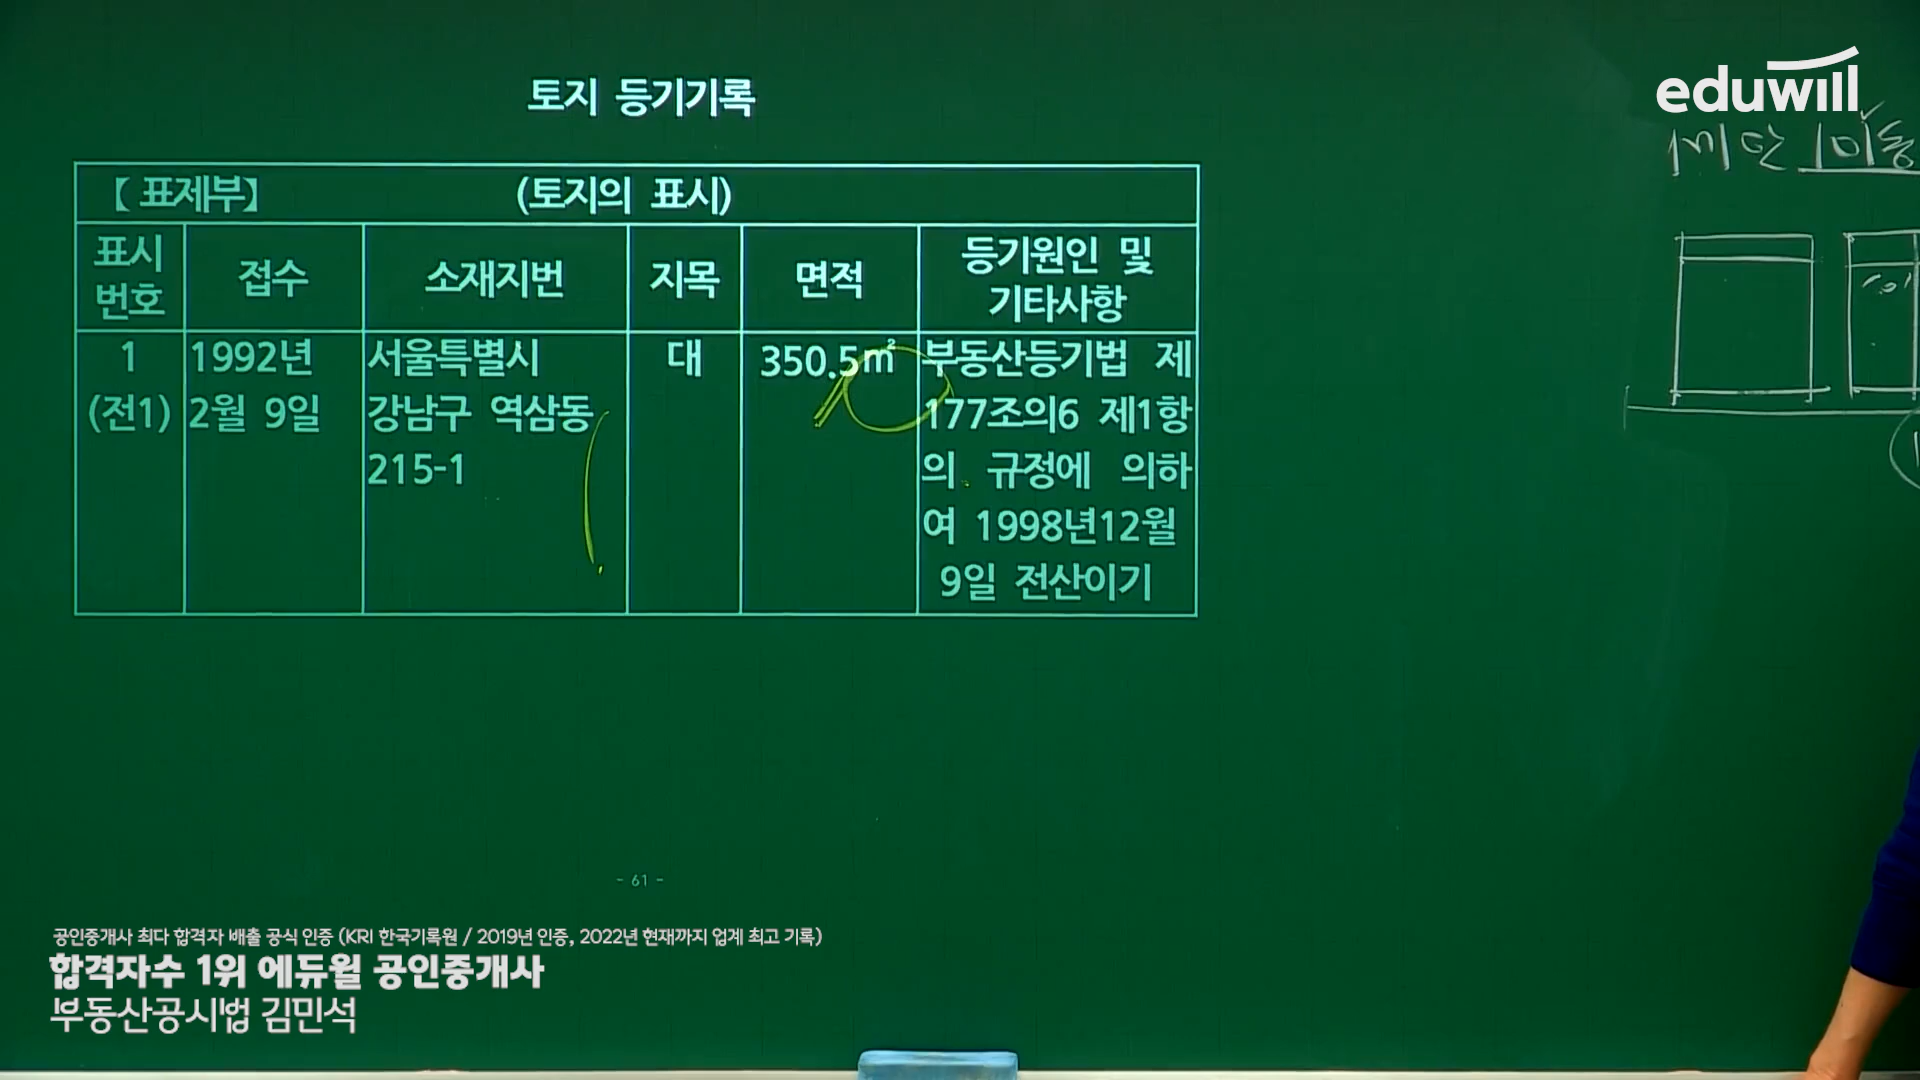 토지 등기기록
eduwill
【 표제부】 (토지의 표시)
표시번호 접수 소재지번 지목 면적 등기원인 및 기타사항
1 1992년 서울특별시 대 350.5㎡ 부동산등기법 제
(전1) 2월 9일 강남구 역삼동 177조의6 제1항
215-1 의 규정에 의하
여 1998년12월
9일 전산이기
- 61 -
공인중개사 최다 합격자 배출 공식 인증 (KRI 한국기록원 / 2019년 인증, 2022년 현재까지 업계 최고 기록)
합격자수 1위 에듀윌 공인중개사
부동산공시법 김민석